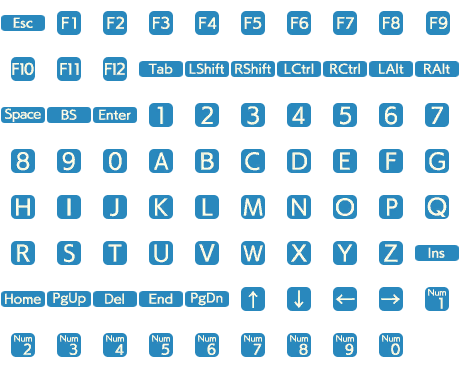 Esc F1 F2 F3 F4 F5 F6 F7 F8 F9
F10 F11 F12 Tab LShift RShift LCtrl RCtrl LAlt RAlt
Space BS Enter 1 2 3 4 5 6 7
8 9 0 A B C D E F G
H I J K L M N O P Q
R S T U V W X Y Z Ins
Home PgUp Del End PgDn ↑ ↓ ← → Num 1
Num 2 Num 3 Num 4 Num 5 Num 6 Num 7 Num 8 Num 9 Num 0